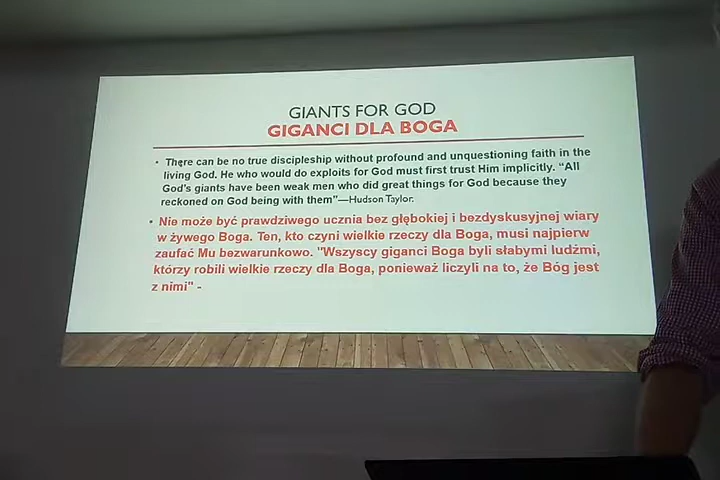 GIANTS FOR GOD
GIGANCI DLA BOGA
• There can be no true discipleship without profound and unquestioning faith in the
living God. He who would do exploits for God must first trust Him implicitly. "All
God's giants have been weak men who did great things for God because they
reckoned on God being with them"—Hudson Taylor.
• Nie może być prawdziwego ucznia bez głębokiej i bezdyskusyjnej wiary
w żywego Boga. Ten, kto czyni wielkie rzeczy dla Boga, musi najpierw
zaufać Mu bezwarunkowo. "Wszyscy giganci Boga byli słabymi ludźmi,
którzy robili wielkie rzeczy dla Boga, ponieważ liczyli na to, że Bóg jest
z nimi" -